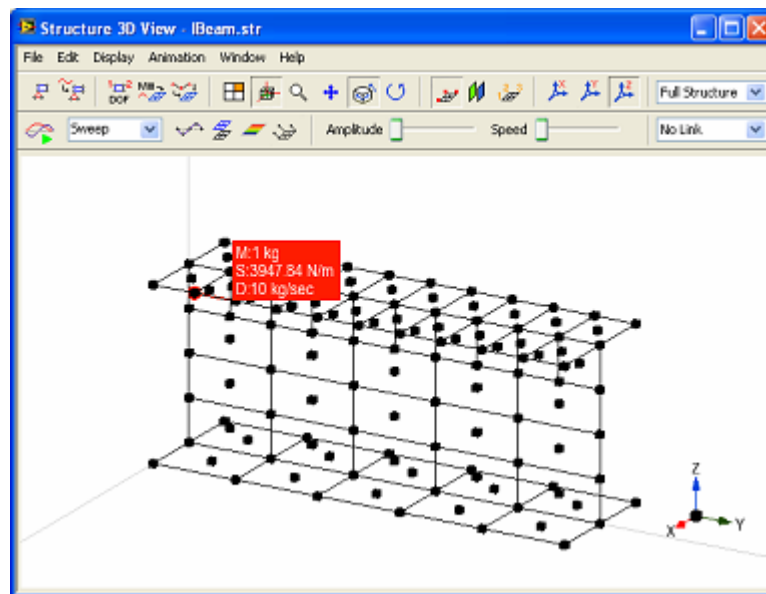 Structure 3D View - IBeam.str
File Edit Display Animation Window Help
DOF
Full Structure
Sweep
Amplitude
Speed
No Link
M:1 kg
S:3947.84 N/m
D:10 kg/sec
Z
X
Y